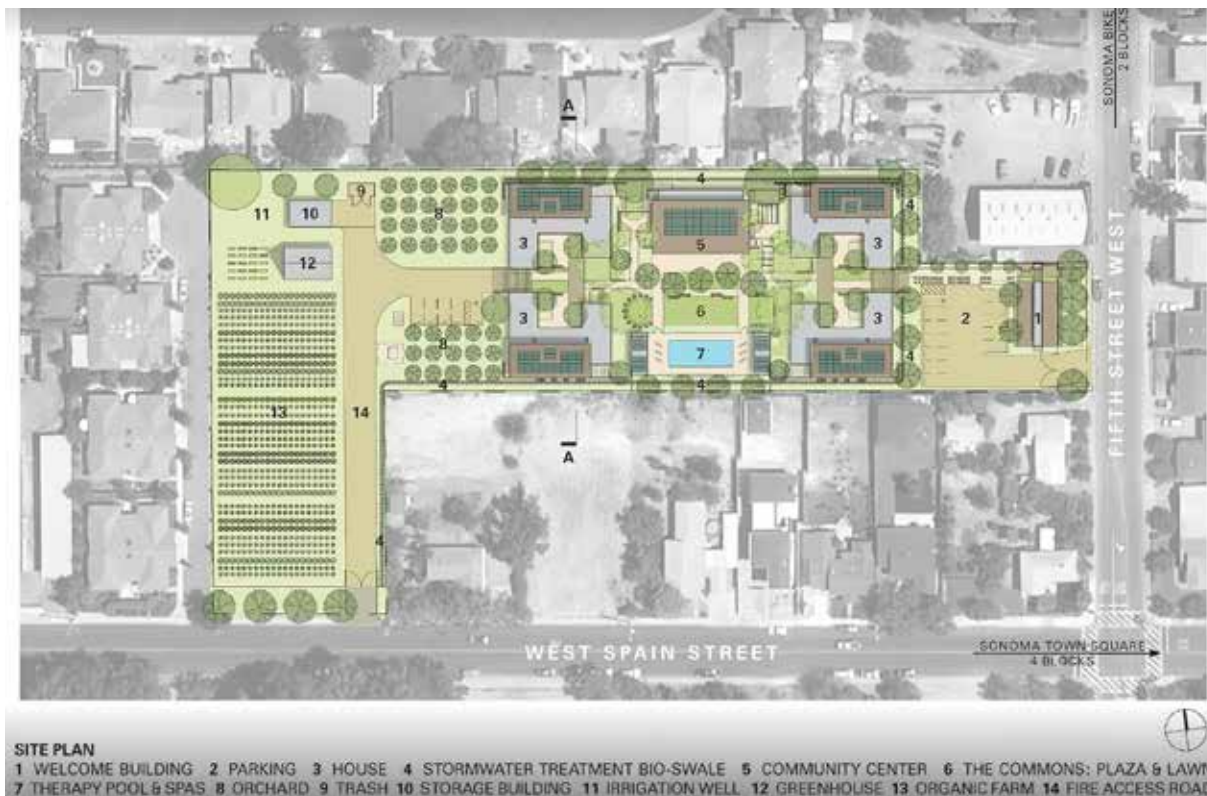 SONOMA BIKE
2 BLOCKS
A
9
4
11
10
8
4
3
5
3
12
6
2
1
3
3
7
8
4
4
4
13
14
A
FIFTH STREET WEST
4
WEST SPAIN STREET
SONOMA TOWN SQUARE
4 BLOCKS
SITE PLAN
1 WELCOME BUILDING 2 PARKING 3 HOUSE 4 STORMWATER TREATMENT BIO-SWALE 5 COMMUNITY CENTER 6 THE COMMONS: PLAZA & LAWN
7 THERAPY POOL & SPAS 8 ORCHARD 9 TRASH 10 STORAGE BUILDING 11 IRRIGATION WELL 12 GREENHOUSE 13 ORGANIC FARM 14 FIRE ACCESS ROAD